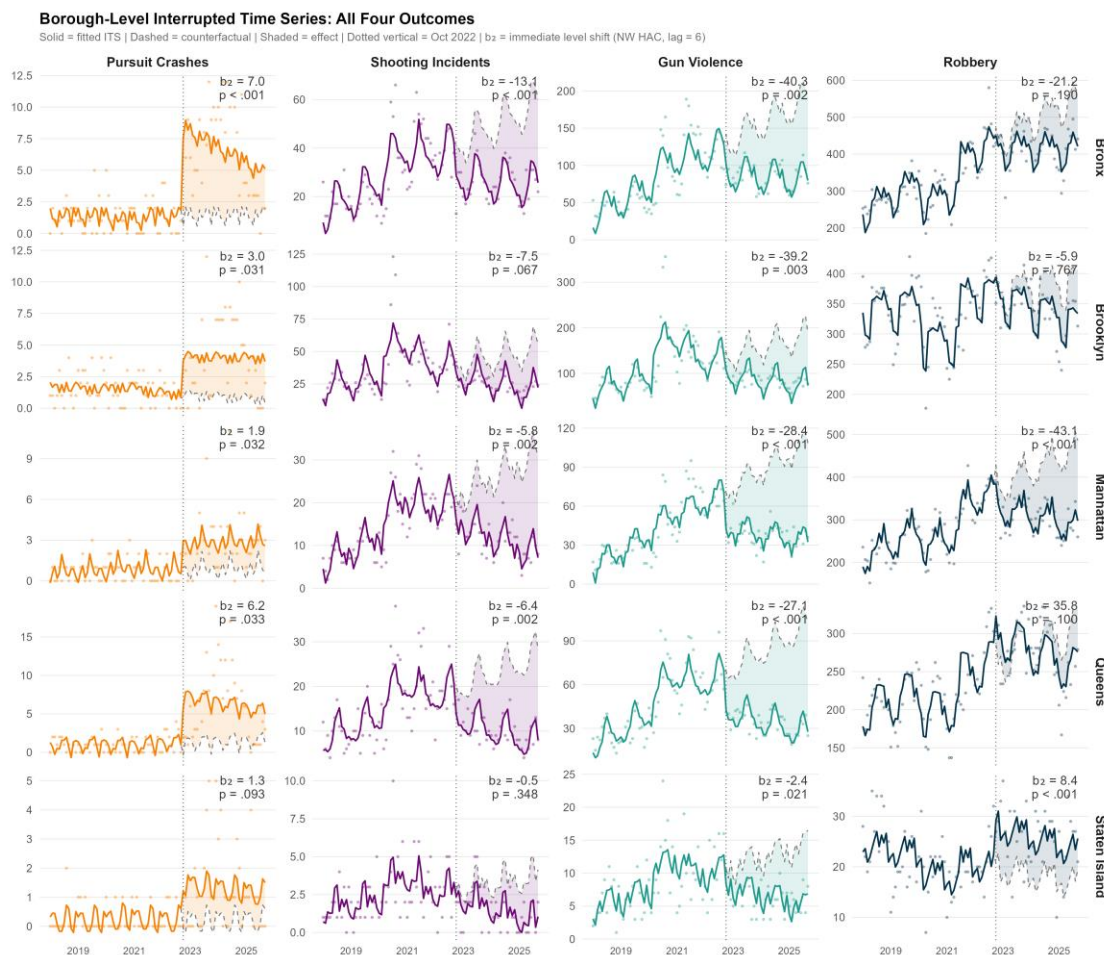 Borough-Level Interrupted Time Series: All Four Outcomes
Solid = fitted ITS | Dashed = counterfactual | Shaded = effect | Dotted vertical = Oct 2022 | b₂ = immediate level shift (NW HAC, lag = 6)
Pursuit Crashes
Shooting Incidents
Gun Violence
Robbery
12.5
10.0
7.5
5.0
2.5
0.0
b₂ = 7.0
p < .001
60
40
20
b₂ = -13.1
p < .001
200
150
100
50
0
b₂ = -40.3
p = .002
600
500
400
300
200
b₂ = -21.2
p = .190
Bronx
12.5
10.0
7.5
5.0
2.5
0.0
b₂ = 3.0
p = .031
125
100
75
50
25
b₂ = -7.5
p = .067
300
200
100
b₂ = -39.2
p = .003
400
350
300
250
200
b₂ = -5.9
p = .767
Brooklyn
9
6
3
0
b₂ = 1.9
p = .032
30
20
10
0
b₂ = -5.8
p = .002
120
90
60
30
0
b₂ = -28.4
p < .001
500
400
300
200
b₂ = -43.1
p < .001
Manhattan
15
10
5
0
b₂ = 6.2
p = .033
30
20
10
b₂ = -6.4
p = .002
90
60
30
b₂ = -27.1
p < .001
300
250
200
150
b₂ = 35.8
p = .100
Queens
5
4
3
2
1
0
b₂ = 1.3
p = .093
10.0
7.5
5.0
2.5
0.0
b₂ = -0.5
p = .348
25
20
15
10
5
0
b₂ = -2.4
p = .021
30
20
10
b₂ = 8.4
p < .001
Staten Island
2019 2021 2023 2025
2019 2021 2023 2025
2019 2021 2023 2025
2019 2021 2023 2025